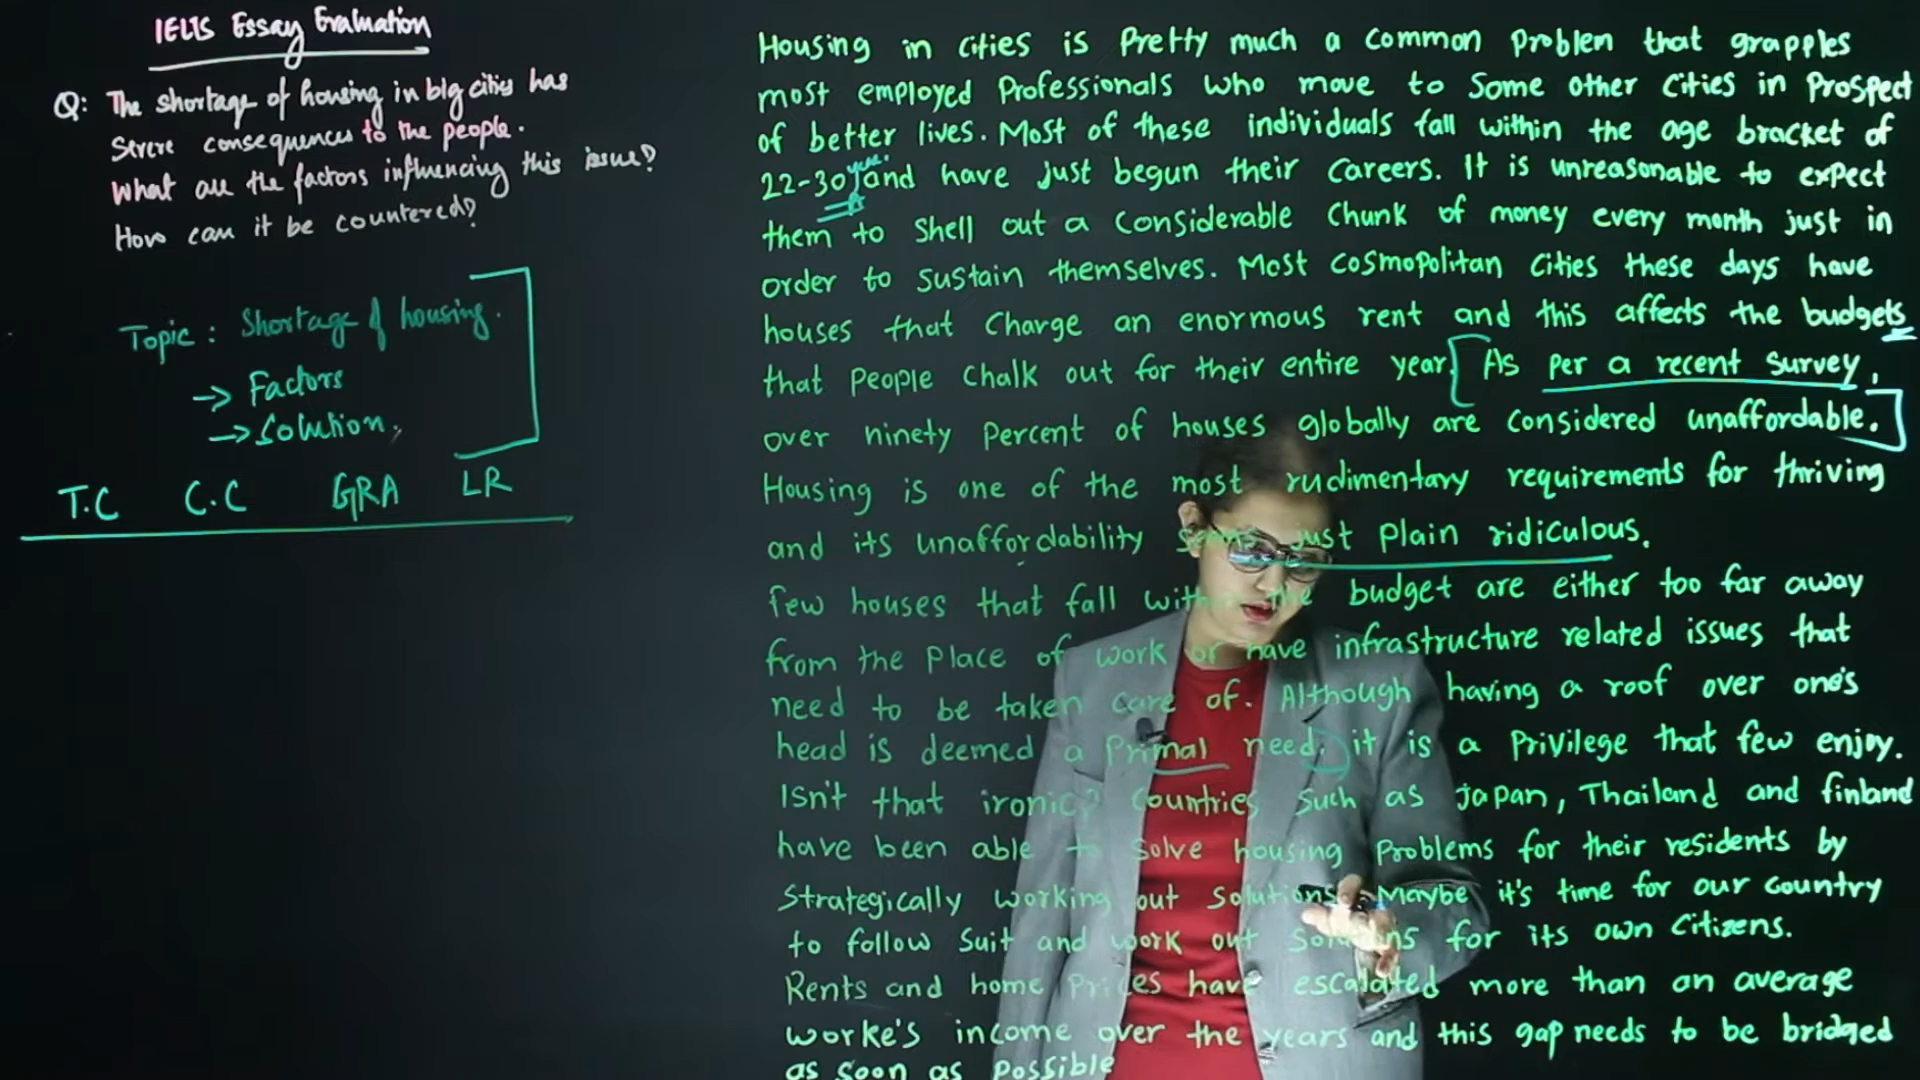 IELTS Essay Evaluation
Q: The shortage of housing in big cities has
severe consequences to the people.
What are the factors influencing this issue?
How can it be countered?
Topic: Shortage of housing.
→ Factors
→ Solution.
T.C C.C GRA LR
Housing in cities is Pretty much a common Problem that grapples
most employed Professionals who move to some other cities in Prospect
of better lives. Most of these individuals fall within the age bracket of
22-30 and have just begun their careers. It is unreasonable to expect
them to shell out a considerable chunk of money every month just in
order to sustain themselves. Most cosmopolitan cities these days have
houses that charge an enormous rent and this affects the budgets
that people chalk out for their entire year. [As per a recent survey,
over ninety percent of houses globally are considered unaffordable.]
Housing is one of the most rudimentary requirements for thriving
and its unaffordability seems just plain ridiculous.
few houses that fall within the budget are either too far away
from the place of work or have infrastructure related issues that
need to be taken care of. Although having a roof over one's
head is deemed a Primal need, it is a Privilege that few enjoy.
Isn't that ironic? Countries such as Japan, Thailand and finland
have been able to solve housing Problems for their residents by
Strategically working out solutions. Maybe it's time for our country
to follow suit and work out solutions for its own citizens.
Rents and home Prices have escalated more than an average
worke's income over the years and this gap needs to be bridged
as soon as possible